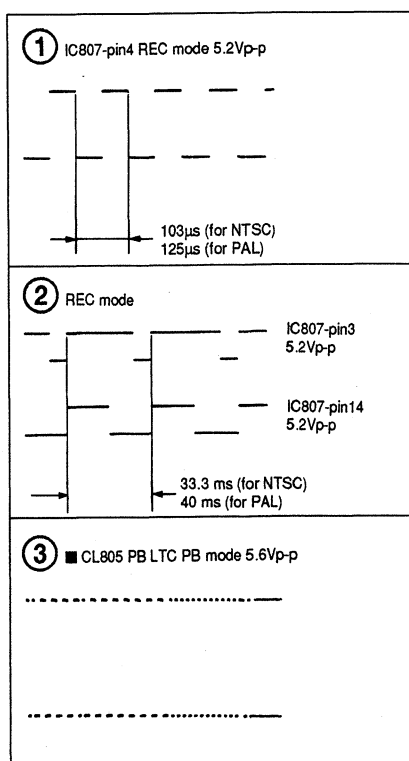 ① IC807-pin4 REC mode 5.2Vp-p
103µs (for NTSC)
125µs (for PAL)
② REC mode
IC807-pin3
5.2Vp-p
IC807-pin14
5.2Vp-p
33.3 ms (for NTSC)
40 ms (for PAL)
③ ■ CL805 PB LTC PB mode 5.6Vp-p